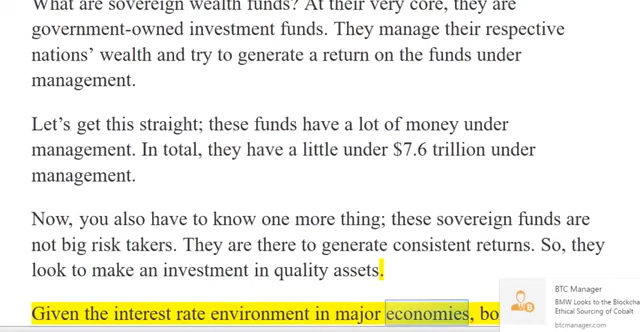 What are sovereign wealth funds? At their very core, they are
government-owned investment funds. They manage their respective
nations’ wealth and try to generate a return on the funds under
management.
Let’s get this straight; these funds have a lot of money under
management. In total, they have a little under $7.6 trillion under
management.
Now, you also have to know one more thing; these sovereign funds are
not big risk takers. They are there to generate consistent returns. So, they
look to make an investment in quality assets.
Given the interest rate environment in major economies, bo
BTC Manager
BMW Looks to the Blockcha
Ethical Sourcing of Cobalt
btcmanager.com